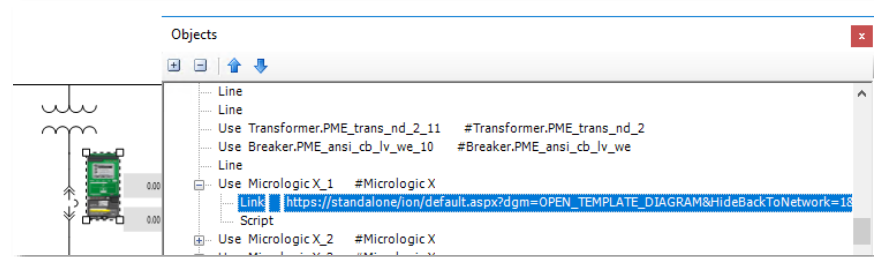 Objects
x
Line
Line
Use Transformer.PME_trans_nd_2_11 #Transformer.PME_trans_nd_2
Use Breaker.PME_ansi_cb_lv_we_10 #Breaker.PME_ansi_cb_lv_we
Line
Use Micrologic X_1 #Micrologic X
Link https://standalone/ion/default.aspx?dgm=OPEN_TEMPLATE_DIAGRAM&HideBackToNetwork=1&
Script
Use Micrologic X_2 #Micrologic X
0.00
0.00